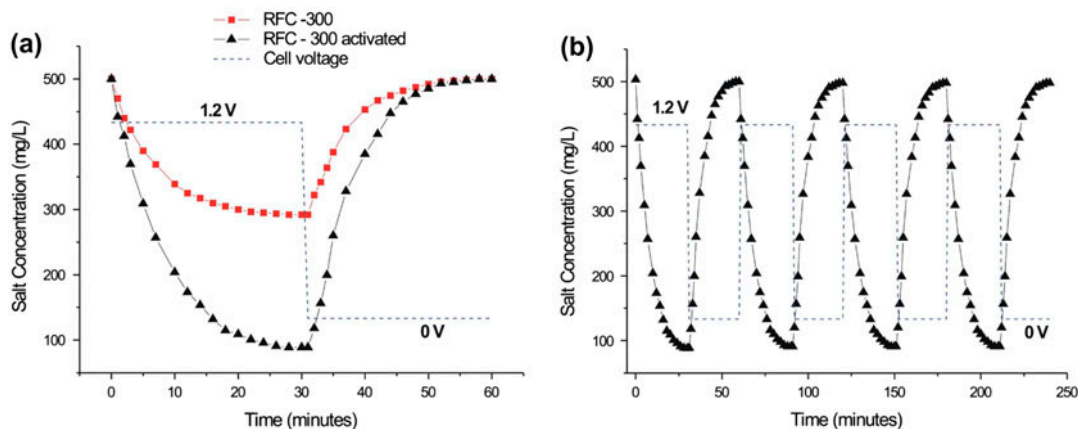 (a)
RFC -300
RFC - 300 activated
Cell voltage
Salt Concentration (mg/L)
500
400
300
200
100
1.2 V
0 V
0 10 20 30 40 50 60
Time (minutes)
(b)
Salt Concentration (mg/L)
500
400
300
200
100
1.2 V
0 V
0 50 100 150 200 250
Time (minutes)